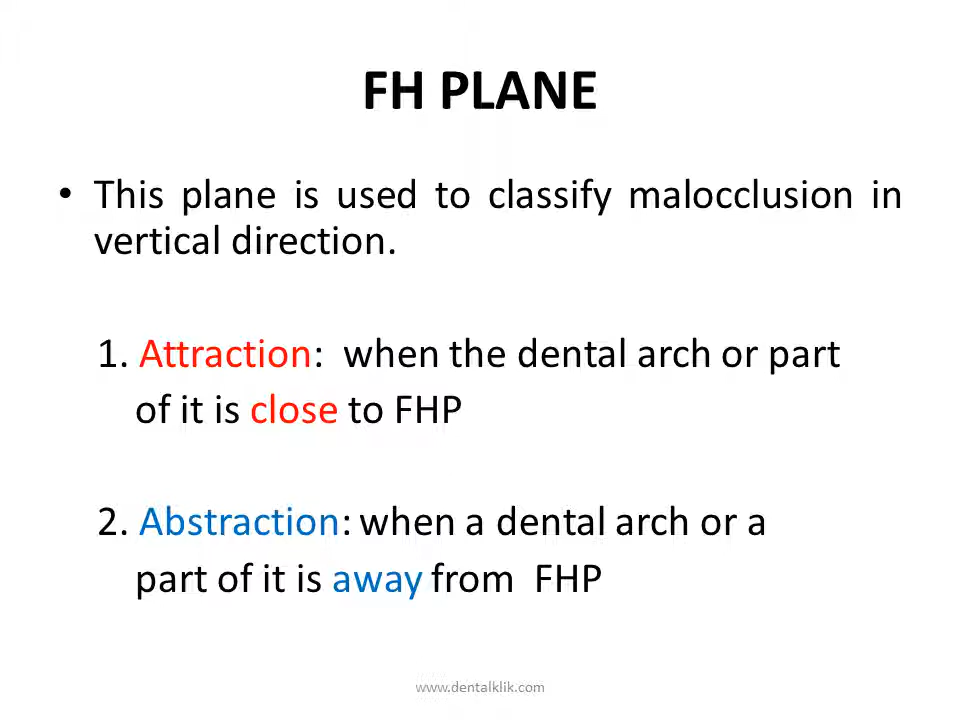 FH PLANE
• This plane is used to classify malocclusion in
vertical direction.
1. Attraction: when the dental arch or part
of it is close to FHP
2. Abstraction: when a dental arch or a
part of it is away from FHP
www.dentalklik.com